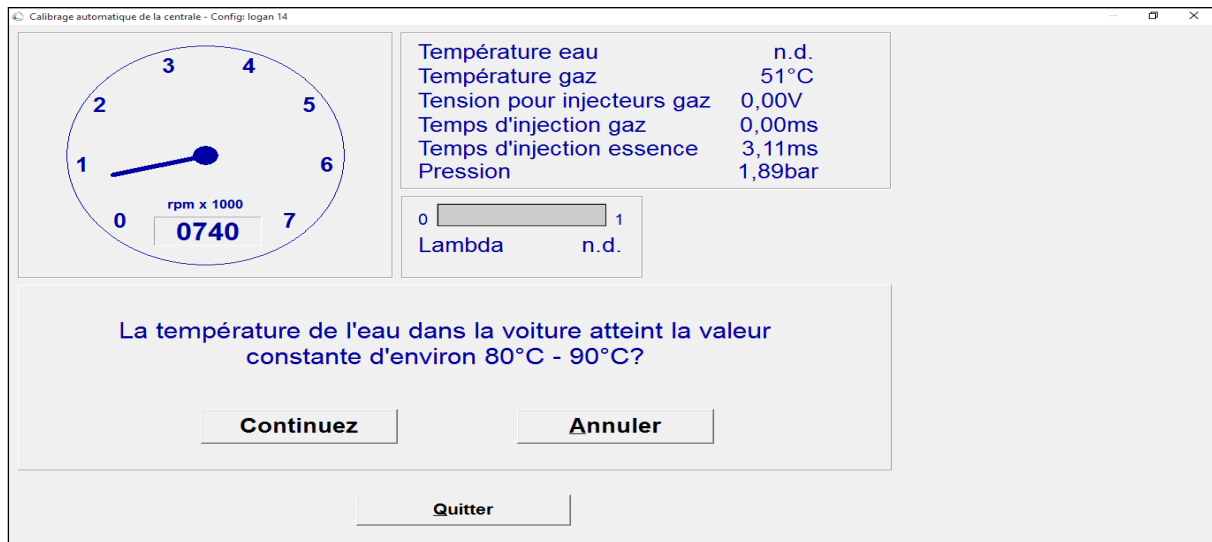 Calibrage automatique de la centrale - Config: logan 14
3 4
2 5
1 6
0 7
rpm x 1000
0740
Température eau n.d.
Température gaz 51°C
Tension pour injecteurs gaz 0,00V
Temps d'injection gaz 0,00ms
Temps d'injection essence 3,11ms
Pression 1,89bar
0 1
Lambda n.d.
La température de l'eau dans la voiture atteint la valeur
constante d'environ 80°C - 90°C?
Continuez Annuler
Quitter